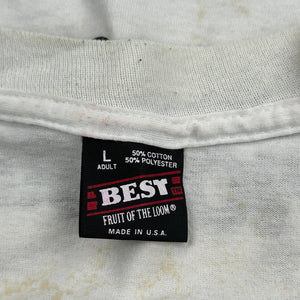 L
ADULT
50% COTTON
50% POLYESTER
BEST
FRUIT OF THE LOOM®
MADE IN U.S.A.